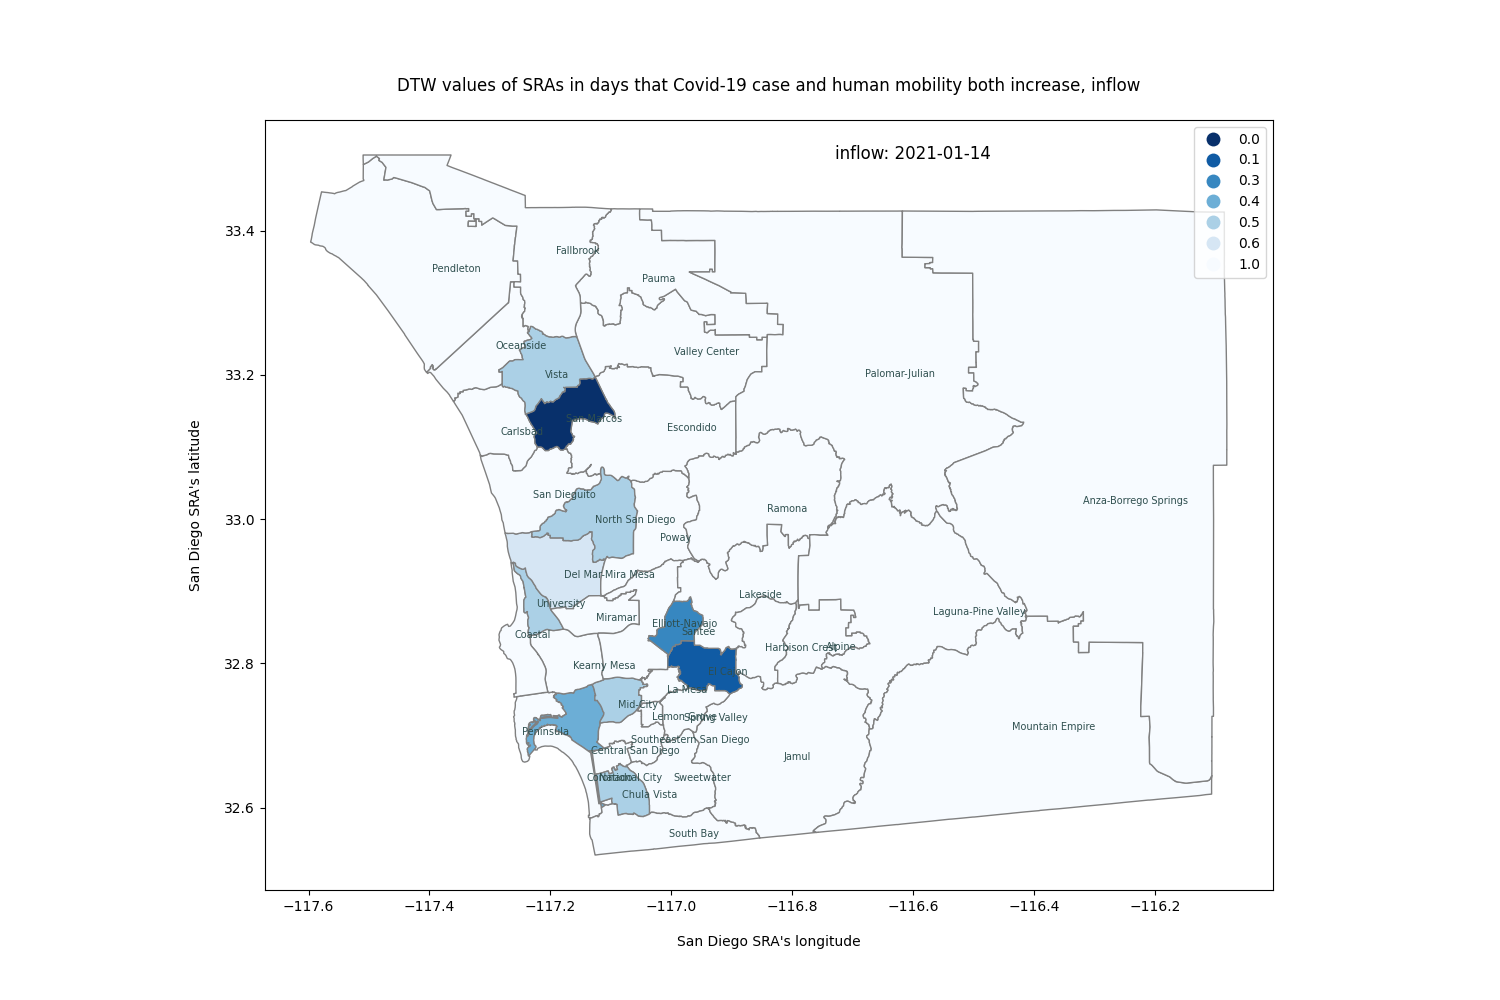 DTW values of SRAs in days that Covid-19 case and human mobility both increase, inflow
inflow: 2021-01-14
0.0
0.1
0.3
0.4
0.5
0.6
1.0
33.4
33.2
33.0
32.8
32.6
San Diego SRA's latitude
Fallbrook
Pendleton
Pauma
Oceanside
Valley Center
Vista
Palomar-Julian
San Marcos
Carlsbad
Escondido
San Dieguito
Anza-Borrego Springs
Ramona
North San Diego
Poway
Del Mar-Mira Mesa
Lakeside
University
Laguna-Pine Valley
Miramar
Elliott-Navajo
Santee
Coastal
Harbison Crest
Alpine
Kearny Mesa
El Cajon
La Mesa
Mid-City
Lemon Grove
Spring Valley
Mountain Empire
Peninsula
Southeastern San Diego
Central San Diego
Jamul
Coronado
National City
Sweetwater
Chula Vista
South Bay
−117.6
−117.4
−117.2
−117.0
−116.8
−116.6
−116.4
−116.2
San Diego SRA's longitude